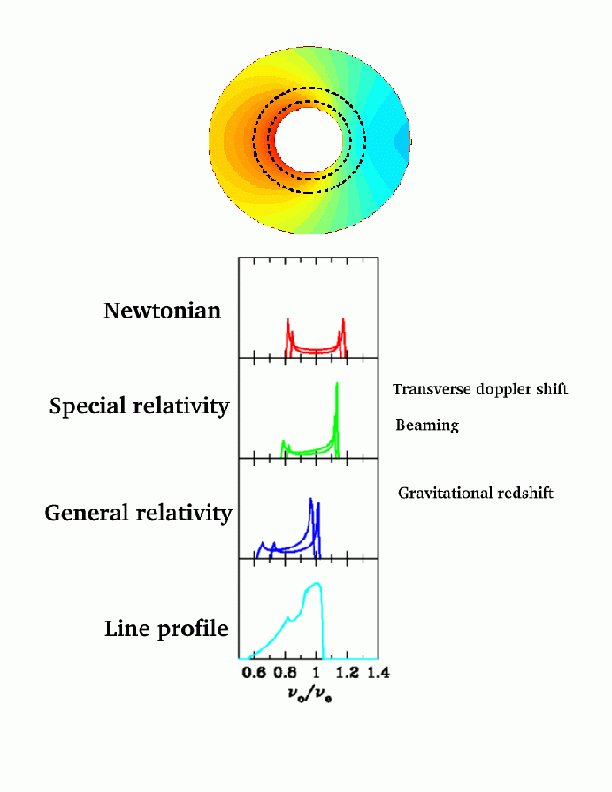 Newtonian
Special relativity
Transverse doppler shift
Beaming
General relativity
Gravitational redshift
Line profile
0.6 0.8 1 1.2 1.4
νo/νe